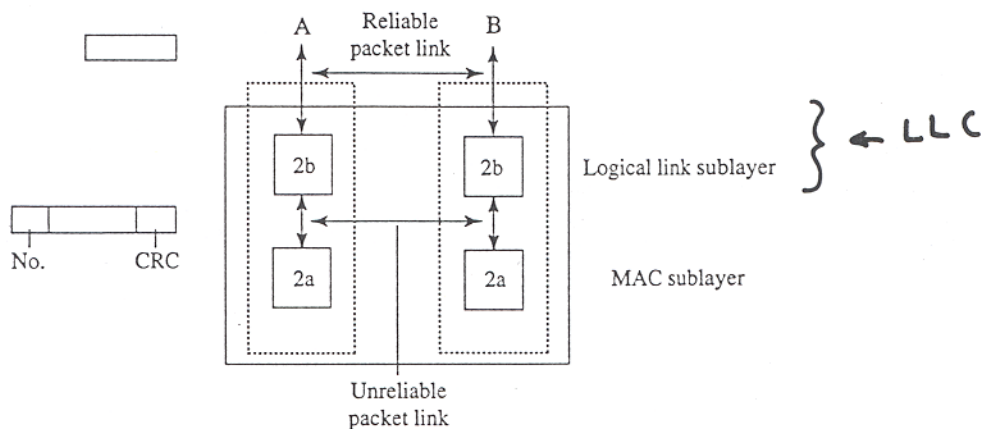 A
Reliable
packet link
B
2b
2b
Logical link sublayer
← LLC
No.
CRC
2a
2a
MAC sublayer
Unreliable
packet link